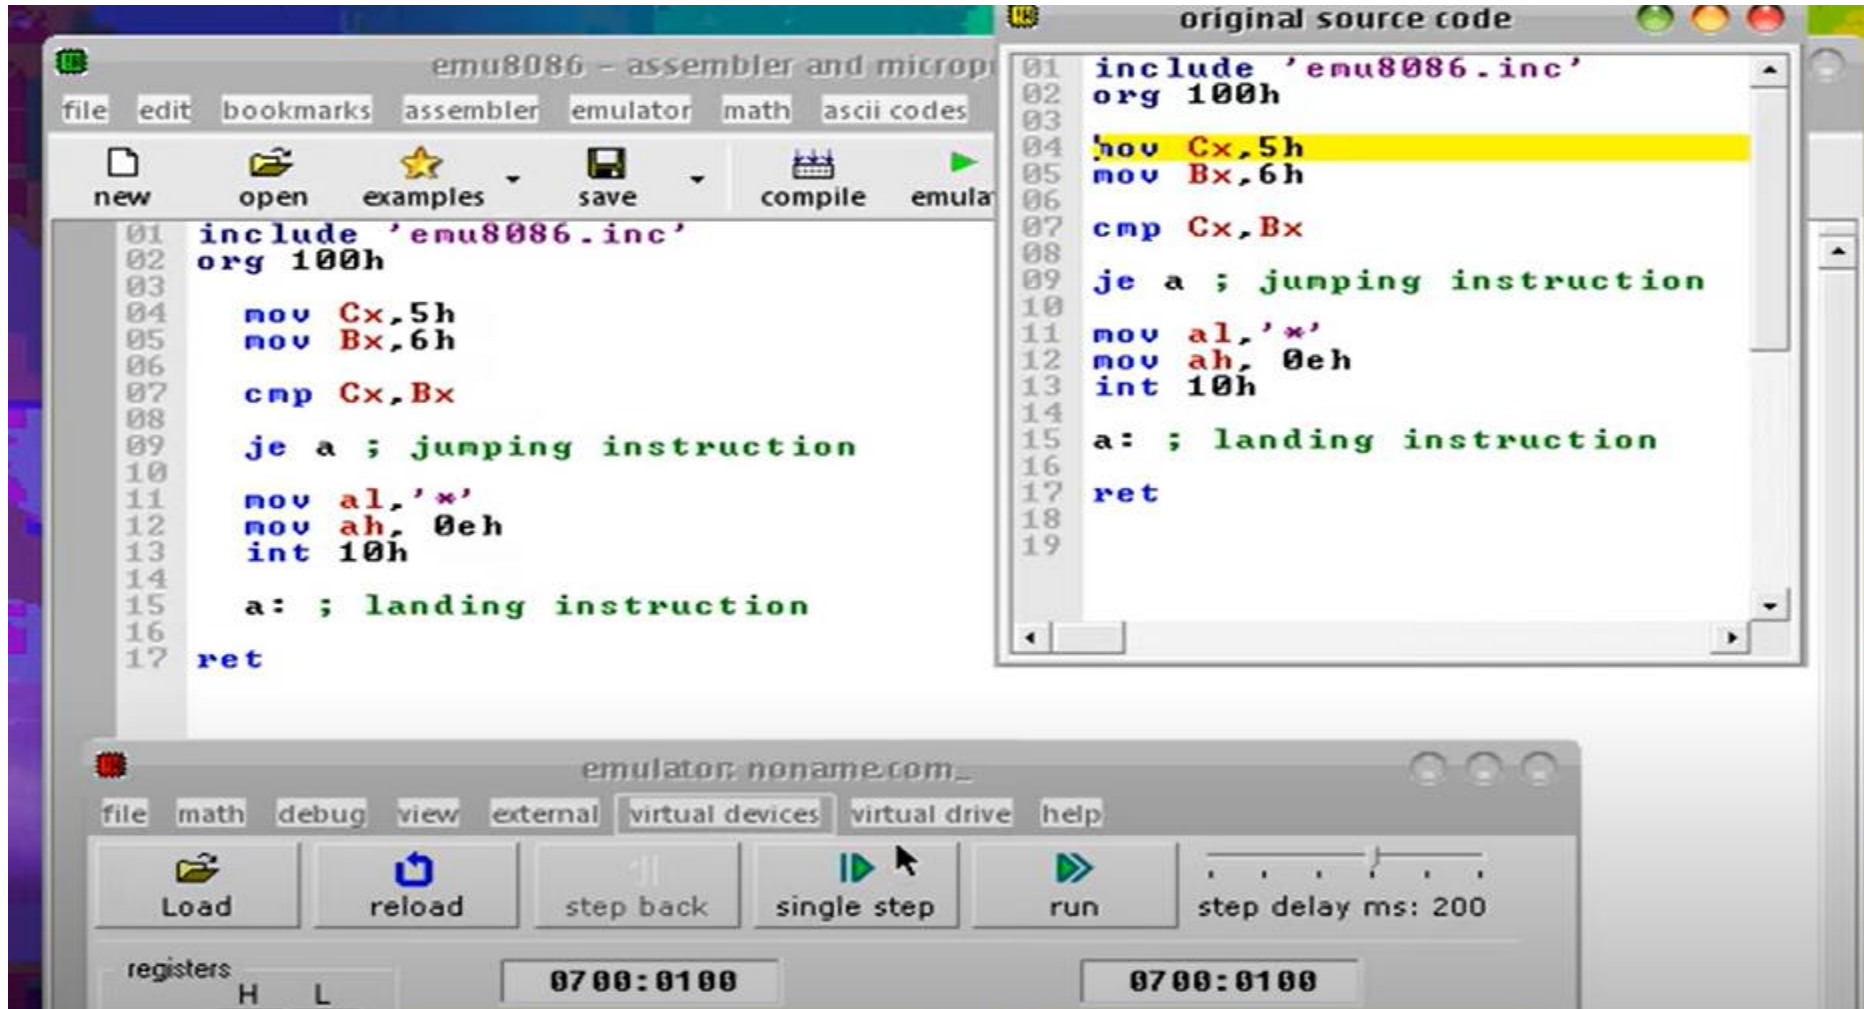 emu8086 – assembler and microp
file edit bookmarks assembler emulator math ascii codes
new open examples save compile emula
01 include 'emu8086.inc'
02 org 100h
03
04 mov Cx,5h
05 mov Bx,6h
06
07 cmp Cx,Bx
08
09 je a ; jumping instruction
10
11 mov al,'*'
12 mov ah, 0eh
13 int 10h
14
15 a: ; landing instruction
16
17 ret
original source code
01 include 'emu8086.inc'
02 org 100h
03
04 mov Cx,5h
05 mov Bx,6h
06
07 cmp Cx,Bx
08
09 je a ; jumping instruction
10
11 mov al,'*'
12 mov ah, 0eh
13 int 10h
14
15 a: ; landing instruction
16
17 ret
18
19
emulator: noname.com_
file math debug view external virtual devices virtual drive help
Load reload step back single step run step delay ms: 200
registers
H L
0700:0100 0700:0100